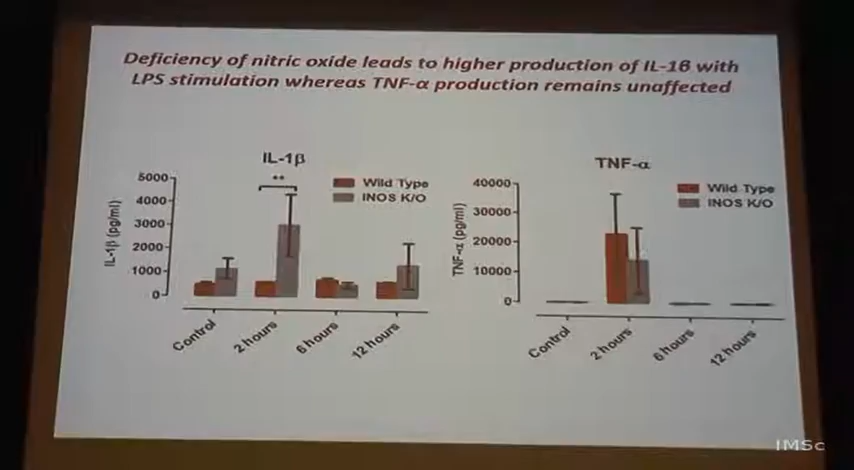 Deficiency of nitric oxide leads to higher production of IL-1β with
LPS stimulation whereas TNF-α production remains unaffected
IL-1β
**
Wild Type
INOS K/O
IL-1β (pg/ml)
5000
4000
3000
2000
1000
0
Control
2 hours
6 hours
12 hours
TNF-α
Wild Type
INOS K/O
TNF-α (pg/ml)
40000
30000
20000
10000
0
Control
2 hours
6 hours
12 hours
IMSc